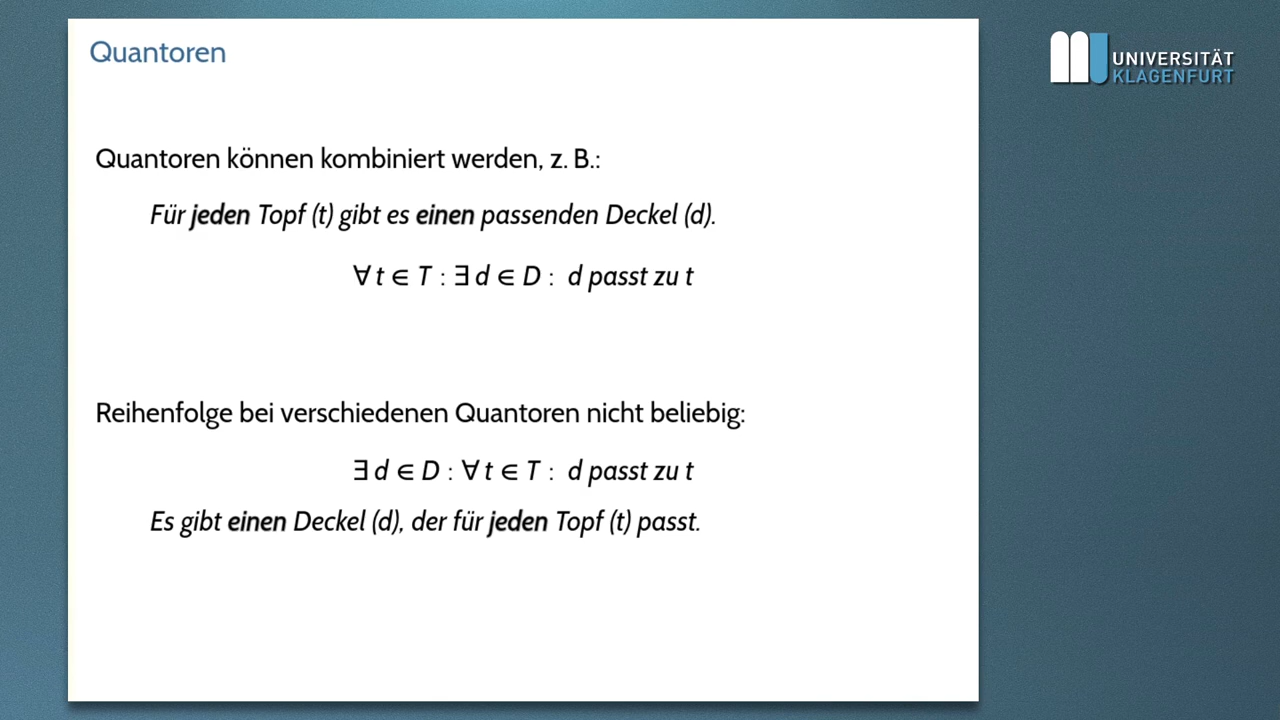 Quantoren
UNIVERSITÄT
KLAGENFURT
Quantoren können kombiniert werden, z. B.:
Für jeden Topf (t) gibt es einen passenden Deckel (d).
∀ t ∈ T : ∃ d ∈ D : d passt zu t
Reihenfolge bei verschiedenen Quantoren nicht beliebig:
∃ d ∈ D : ∀ t ∈ T : d passt zu t
Es gibt einen Deckel (d), der für jeden Topf (t) passt.